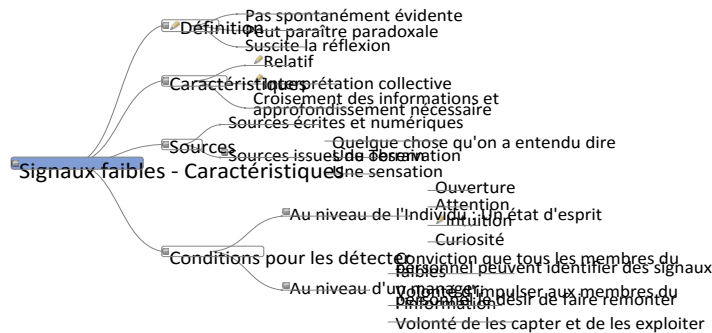 Signaux faibles - Caractéristiques
Définition
Pas spontanément évidente
Peut paraître paradoxale
Suscite la réflexion
Caractéristiques
Relatif
Interprétation collective
Croisement des informations et
approfondissement nécessaire
Sources
Sources écrites et numériques
Sources issues du Terrain
Quelque chose qu'on a entendu dire
Une observation
Une sensation
Conditions pour les détecter
Au niveau de l'Individu : Un état d'esprit
Ouverture
Attention
Intuition
Curiosité
Au niveau d'un manager
Conviction que tous les membres du
personnel peuvent identifier des signaux
faibles
Volonté d'impulser aux membres du
personnel le désir de faire remonter
l'information
Volonté de les capter et de les exploiter